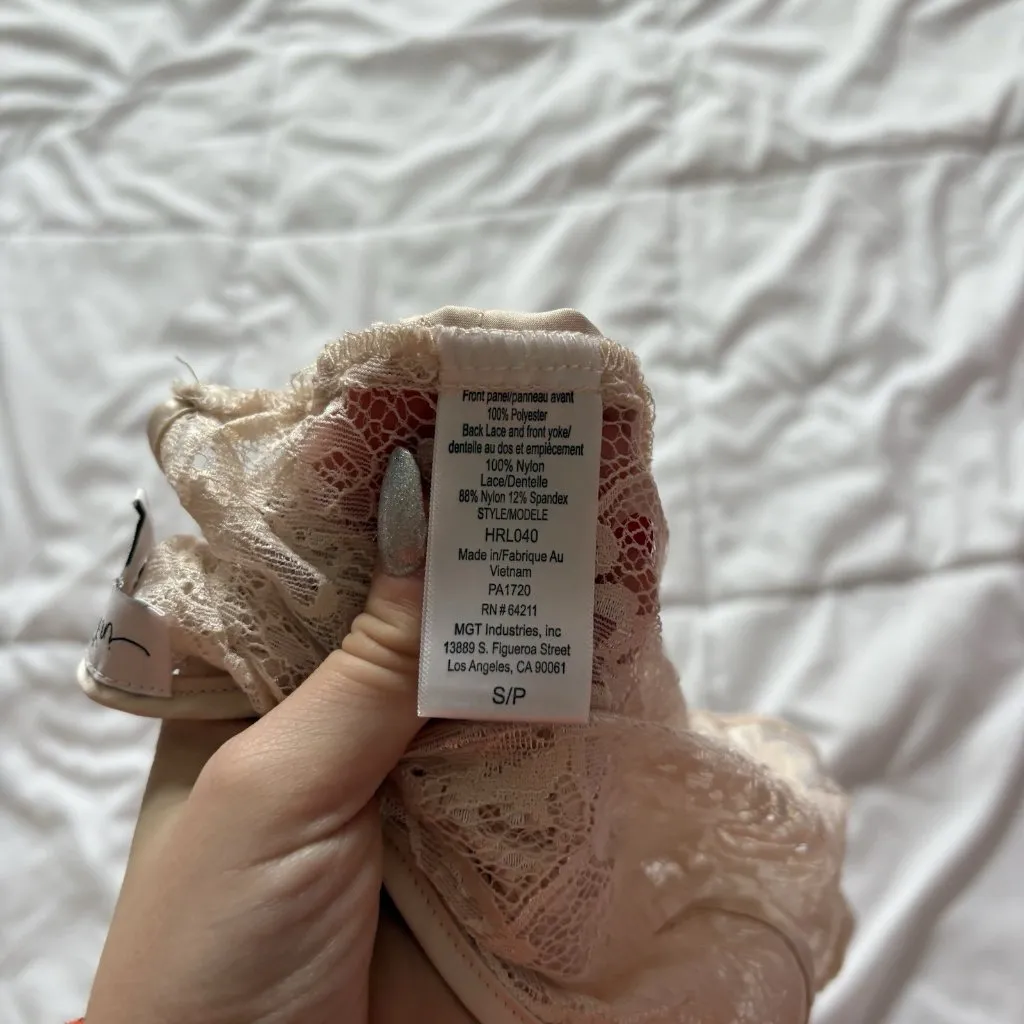 Front panel/panneau avant
100% Polyester
Back Lace and front yoke/
dentelle au dos et empiècement
100% Nylon
Lace/Dentelle
88% Nylon 12% Spandex
STYLE/MODELE
HRL040
Made in/Fabrique Au
Vietnam
PA1720
RN # 64211
MGT Industries, inc
13889 S. Figueroa Street
Los Angeles, CA 90061
S/P